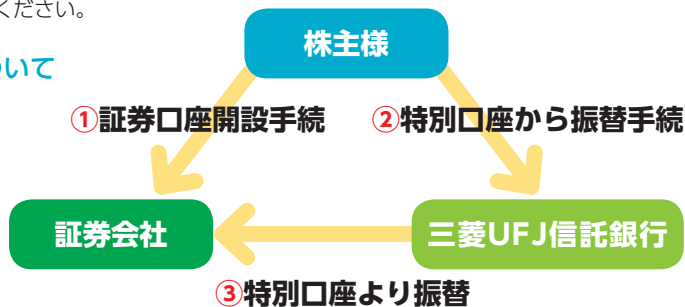 ください。
株主様
ついて
①証券口座開設手続
②特別口座から振替手続
証券会社
三菱UFJ信託銀行
③特別口座より振替